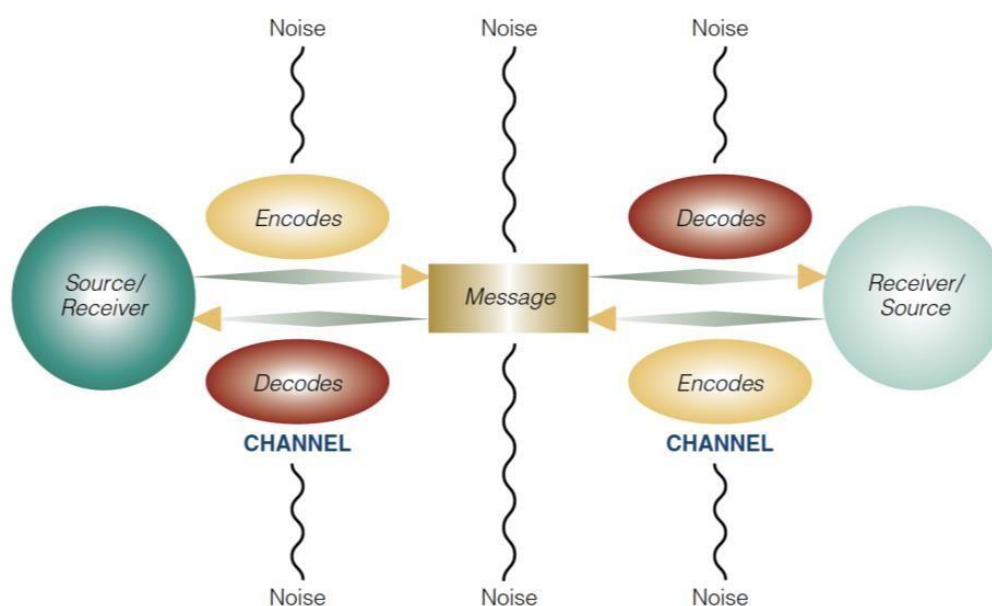 Noise
Noise
Noise
Encodes
Decodes
Source/
Receiver
Message
Receiver/
Source
Decodes
Encodes
CHANNEL
CHANNEL
Noise
Noise
Noise